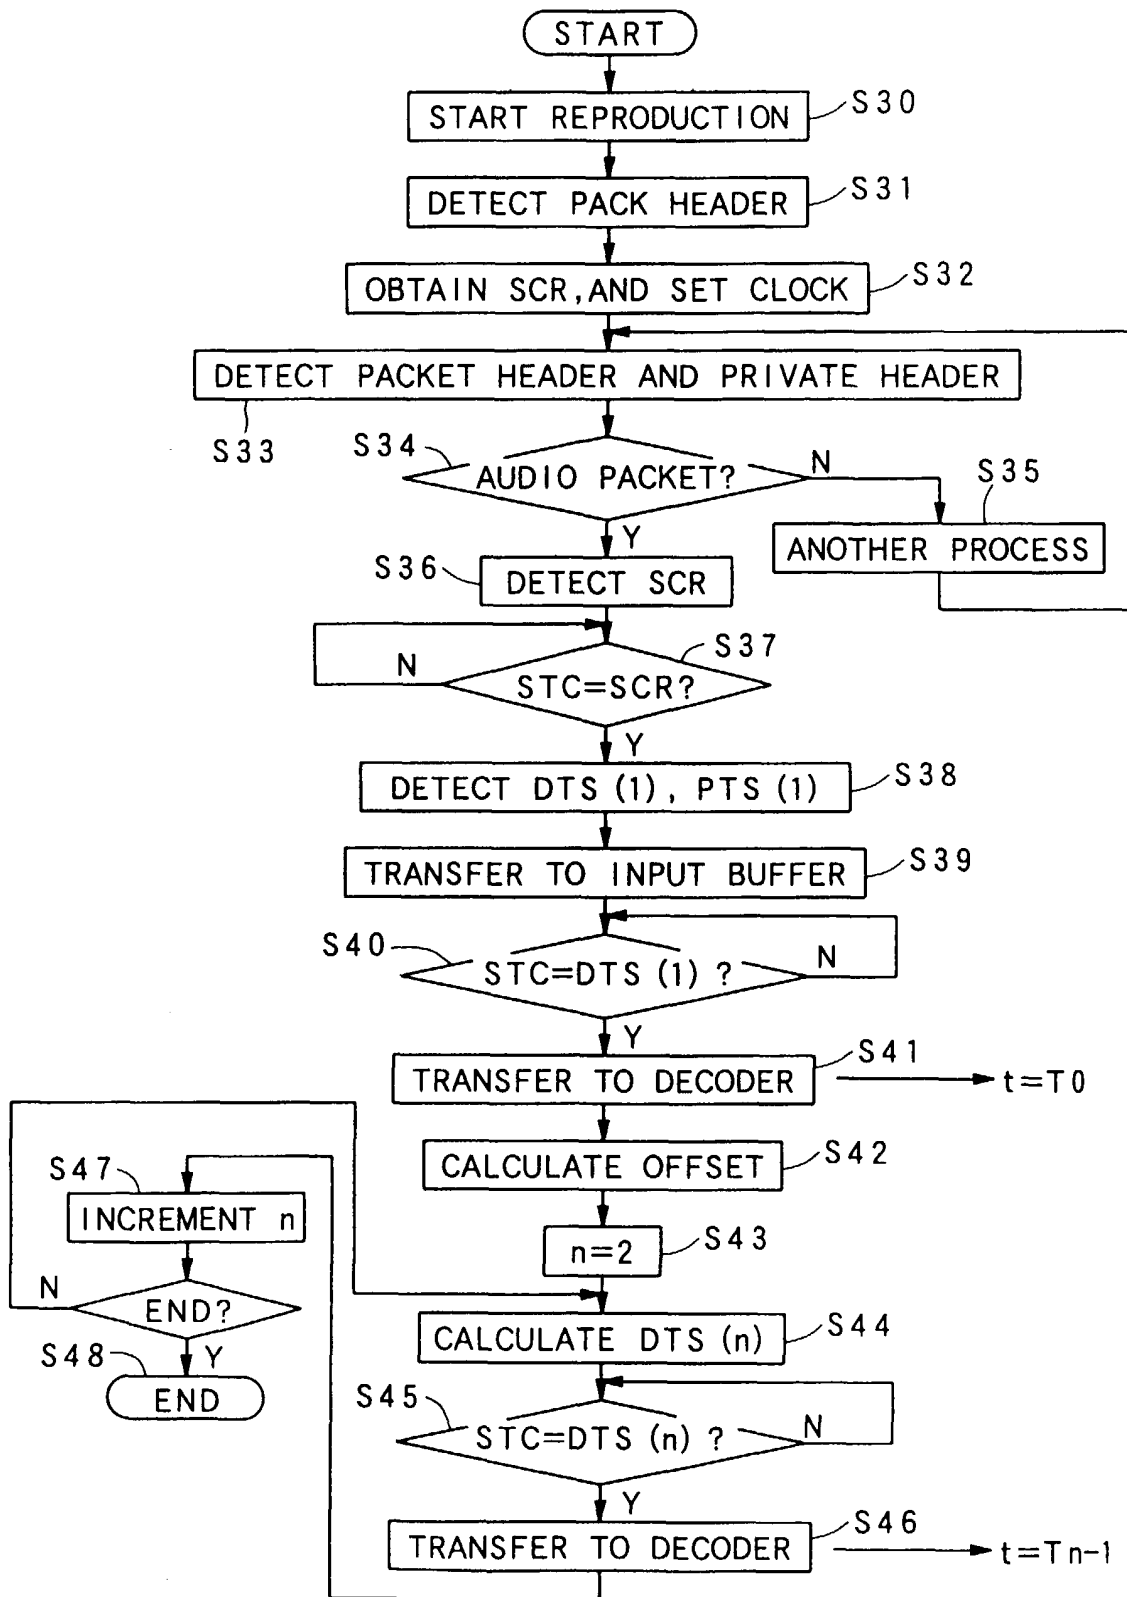 START
START REPRODUCTION
S30
DETECT PACK HEADER
S31
OBTAIN SCR,AND SET CLOCK
S32
DETECT PACKET HEADER AND PRIVATE HEADER
S33
S34
AUDIO PACKET?
N
S35
Y
ANOTHER PROCESS
S36
DETECT SCR
S37
N
STC=SCR?
Y
DETECT DTS (1), PTS (1)
S38
TRANSFER TO INPUT BUFFER
S39
S40
STC=DTS (1) ?
N
Y
S41
TRANSFER TO DECODER
t=T0
CALCULATE OFFSET
S42
S47
INCREMENT n
n=2
S43
N
END?
CALCULATE DTS (n)
S44
Y
S48
END
S45
STC=DTS (n) ?
N
Y
TRANSFER TO DECODER
S46
t=Tn-1